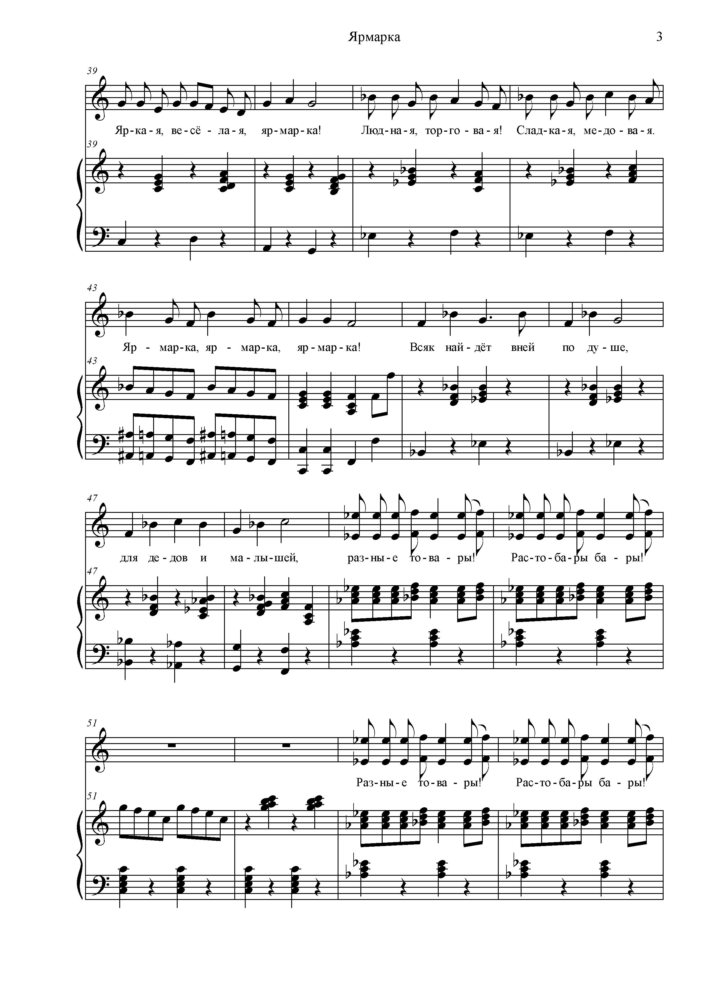 Ярмарка 3
39
Яр-ка-я, ве-сё - ла-я, яр-мар-ка! Люд-на-я, тор-го-ва-я! Слад-ка-я, ме-до-ва-я.
39
43
Яр - мар-ка, яр - мар-ка, яр-мар-ка! Всяк най-дёт вней по ду-ше,
43
47
для де-дов и ма-лы-шей, раз-ны-е то-ва-ры! Рас-то-ба-ры ба-ры!
47
51
Раз-ны-е то-ва-ры! Рас-то-ба-ры ба-ры!
51